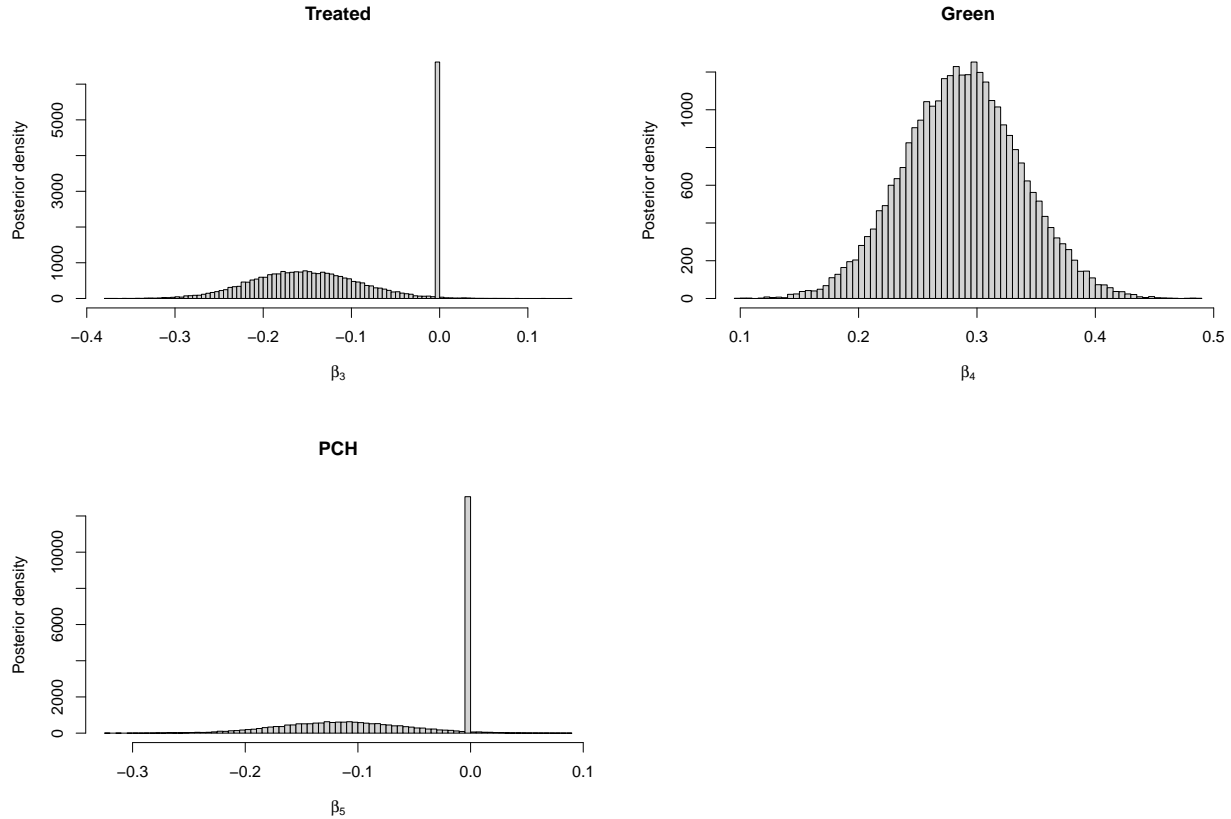 Treated
Posterior density
0 1000 3000 5000
−0.4 −0.3 −0.2 −0.1 0.0 0.1
β3
Green
Posterior density
0 200 600 1000
0.1 0.2 0.3 0.4 0.5
β4
PCH
Posterior density
0 2000 6000 10000
−0.3 −0.2 −0.1 0.0 0.1
β5